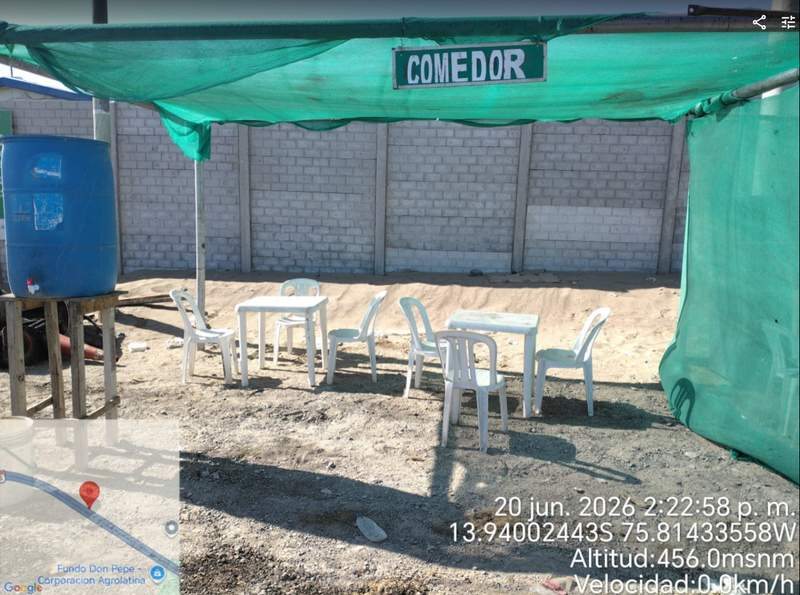 COMEDOR
20 jun. 2026 2:22:58 p. m.
13.94002443S 75.81433558W
Altitud:456.0msnm
Velocidad:0.0km/h
Fundo Don Pepe -
Corporacion Agrolatina
Google